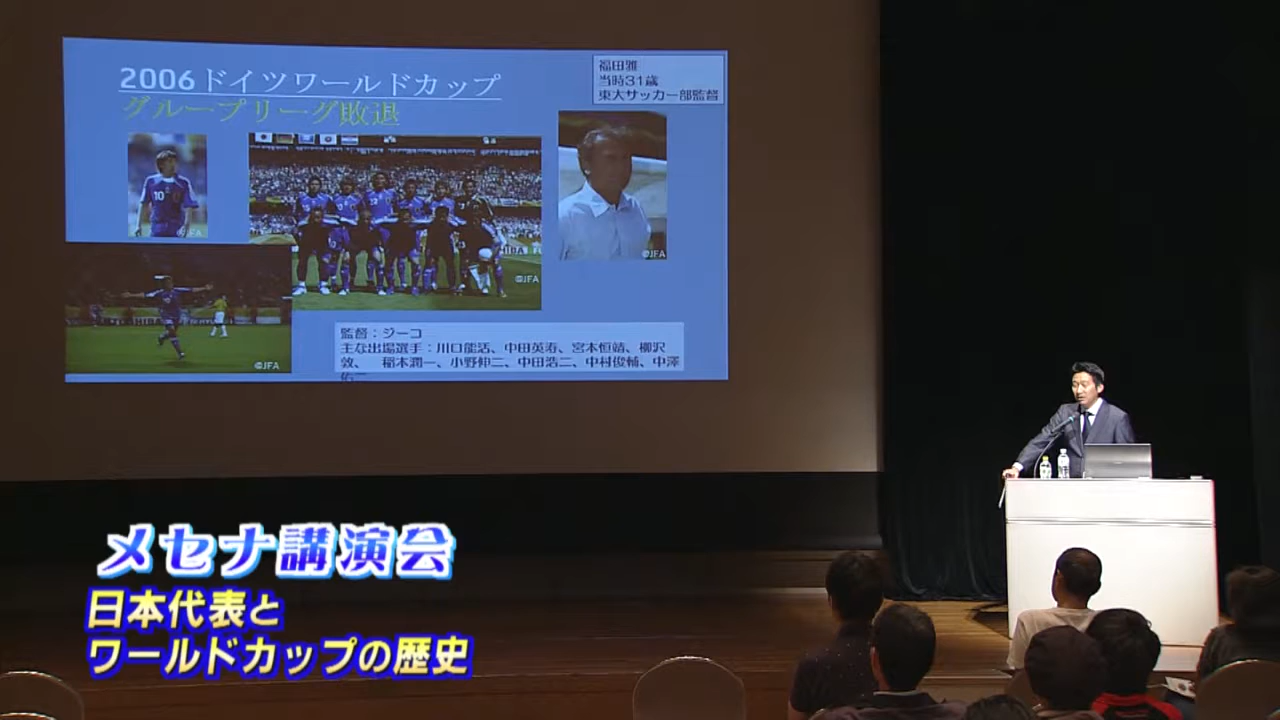 2006ドイツワールドカップ
グループリーグ敗退
福田雅
当時31歳
東大サッカー部監督
10
©JFA
©JFA
©JFA
監督：ジーコ
主な出場選手：川口能活、中田英寿、宮本恒靖、柳沢
敦、 稲本潤一、小野伸二、中田浩二、中村俊輔、中澤
佑二
メセナ講演会
日本代表と
ワールドカップの歴史